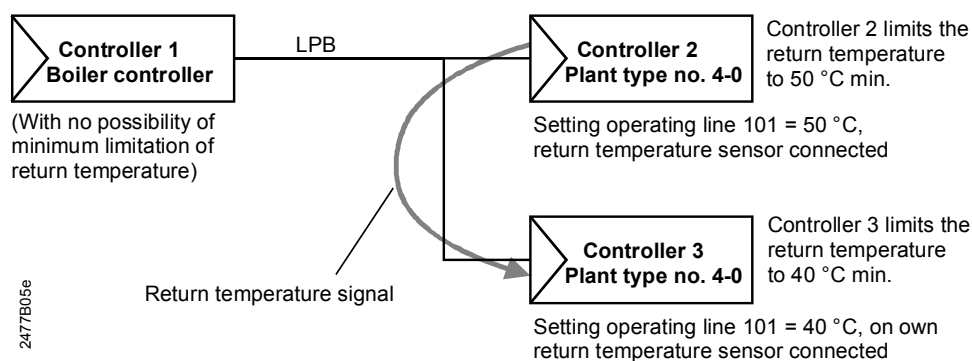 Controller 1
Boiler controller
(With no possibility of
minimum limitation of
return temperature)
LPB
Controller 2
Plant type no. 4-0
Controller 2 limits the
return temperature
to 50 °C min.
Setting operating line 101 = 50 °C,
return temperature sensor connected
Controller 3
Plant type no. 4-0
Controller 3 limits the
return temperature
to 40 °C min.
Setting operating line 101 = 40 °C, on own
return temperature sensor connected
Return temperature signal
2477B05e